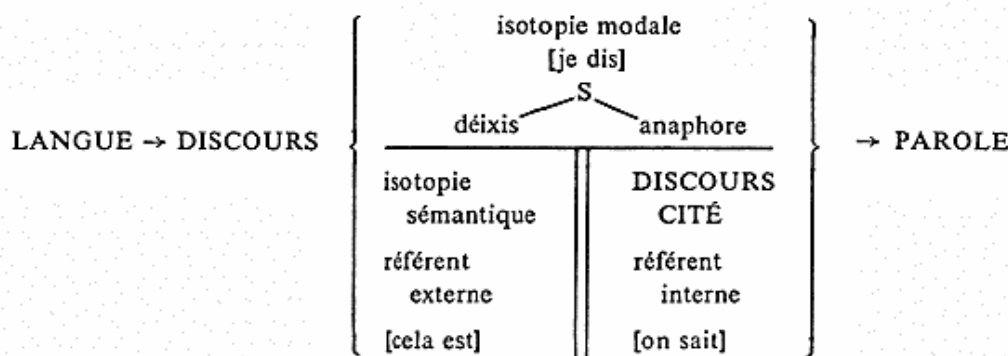 isotopie modale
[je dis]
S
déixis anaphore
LANGUE → DISCOURS → PAROLE
isotopie DISCOURS
sémantique CITÉ
référent référent
externe interne
[cela est] [on sait]